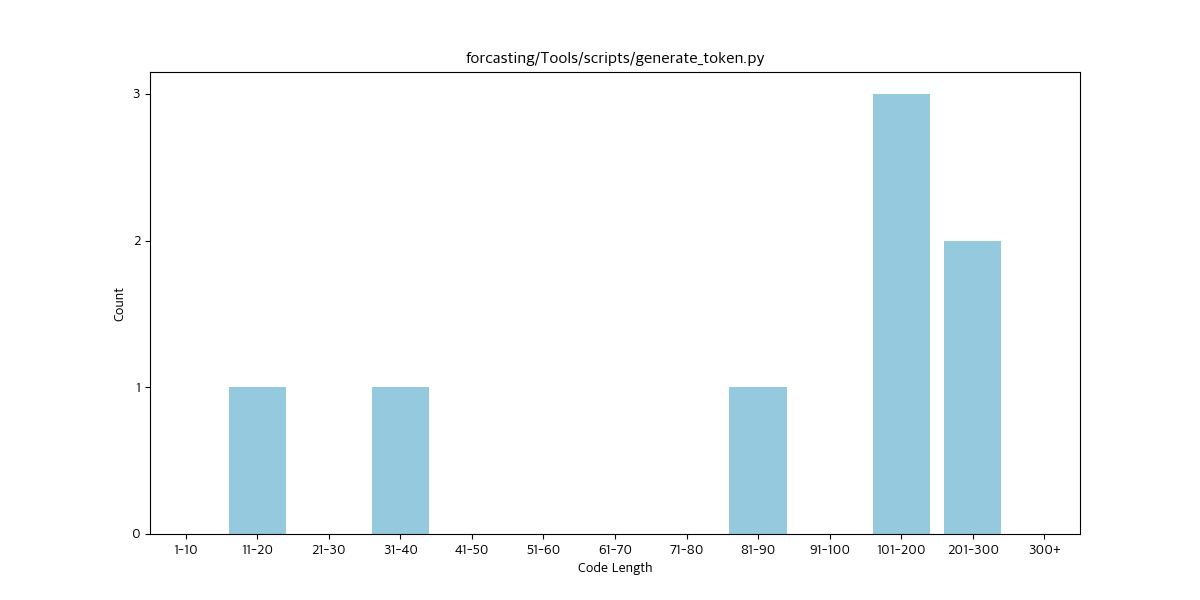 forcasting/Tools/scripts/generate_token.py
3
2
Count
1
0
1-10 11-20 21-30 31-40 41-50 51-60 61-70 71-80 81-90 91-100 101-200 201-300 300+
Code Length